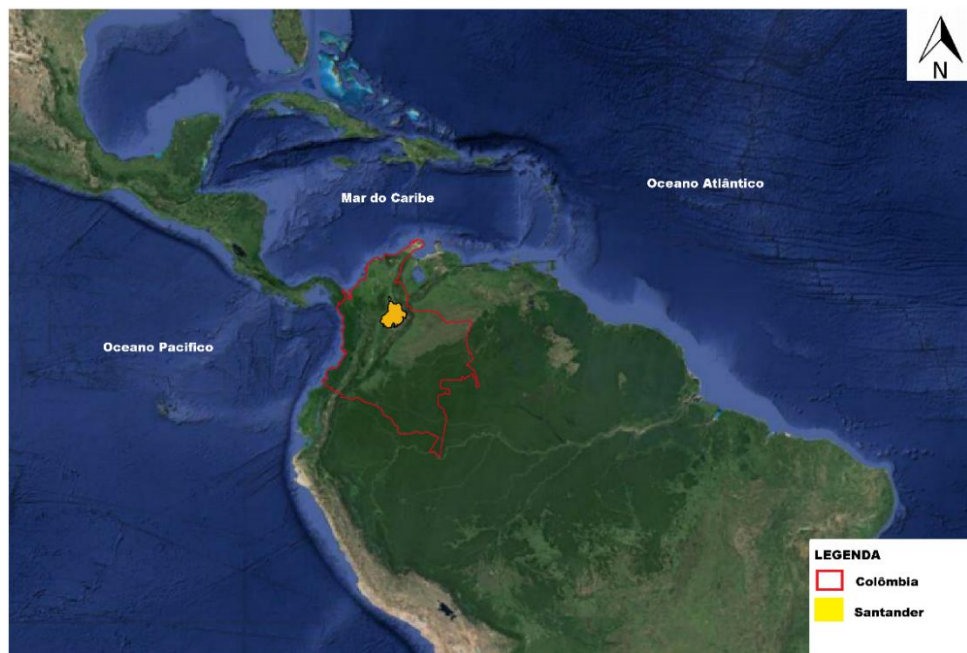 N
Oceano Atlântico
Mar do Caribe
Oceano Pacifico
LEGENDA
Colômbia
Santander